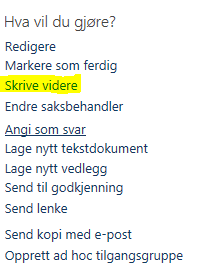 Hva vil du gjøre?
Redigere
Markere som ferdig
Skrive videre
Endre saksbehandler
Angi som svar
Lage nytt tekstdokument
Lage nytt vedlegg
Send til godkjenning
Send lenke
Send kopi med e-post
Opprett ad hoc tilgangsgruppe